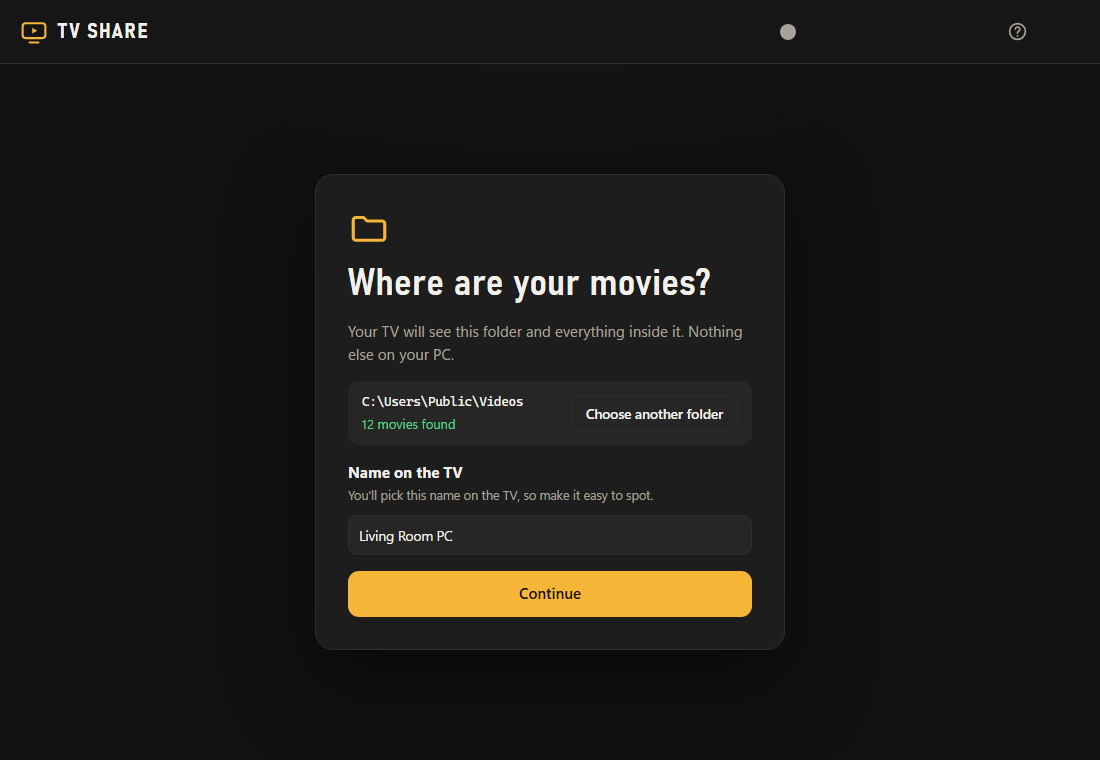 TV SHARE
Where are your movies?
Your TV will see this folder and everything inside it. Nothing
else on your PC.
C:\Users\Public\Videos
12 movies found
Choose another folder
Name on the TV
You'll pick this name on the TV, so make it easy to spot.
Living Room PC
Continue